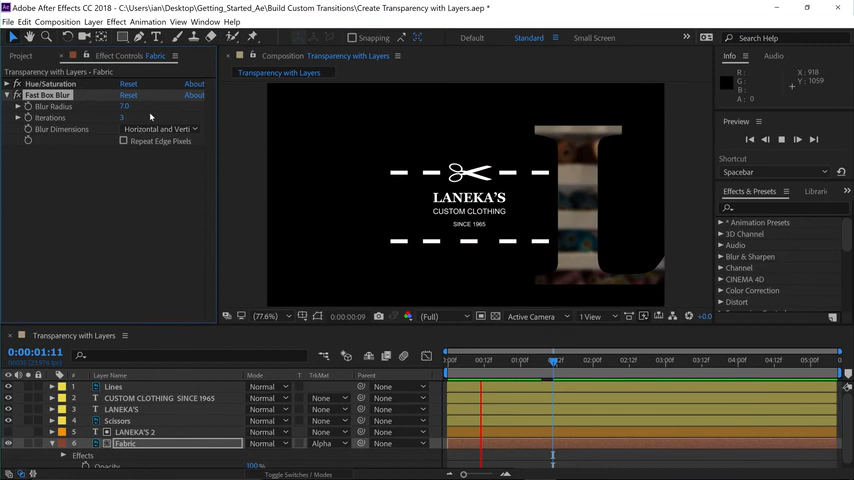 Adobe After Effects CC 2018 - C:\Users\ian\Desktop\Getting_Started_Ae\Build Custom Transitions\Create Transparency with Layers.aep *
File Edit Composition Layer Effect Animation View Window Help
Snapping Default Standard Small Screen Search Help
Project Effect Controls Fabric
Transparency with Layers · Fabric
Hue/Saturation Reset About
Fast Box Blur Reset About
Blur Radius 7.0
Iterations 3
Blur Dimensions Horizontal and Verti
Repeat Edge Pixels
Composition Transparency with Layers
Transparency with Layers
LANEKA'S
CUSTOM CLOTHING
SINCE 1965
L
(77.6%) 0:00:00:09 (Full) Active Camera 1 View +0.0
Info Audio
R :
G :
B :
A : 0
X : 918
Y : 1059
Preview
Shortcut
Spacebar
Effects & Presets Librari
* Animation Presets
3D Channel
Audio
Blur & Sharpen
Channel
CINEMA 4D
Color Correction
Distort
Transparency with Layers
0:00:01:11
# Layer Name Mode T TrkMat Parent
1 Lines Normal None
2 CUSTOM CLOTHING SINCE 1965 Normal None None
3 LANEKA'S Normal None None
4 Scissors Normal None None
5 LANEKA'S 2 Normal None None
6 Fabric Normal Alpha None
Effects
Opacity 100%
Toggle Switches / Modes
00:12f 01:00f 02:00f 02:12f 03:00f 03:12f 04:00f 04:12f 05:00f